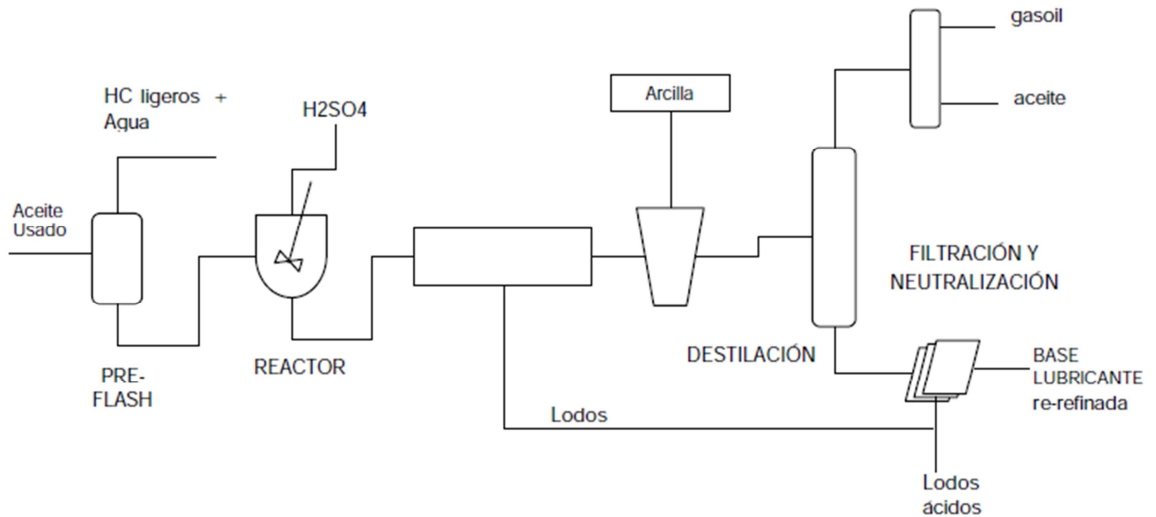 gasoil
HC ligeros +
Agua
H2SO4
Arcilla
aceite
Aceite
Usado
FILTRACIÓN Y
NEUTRALIZACIÓN
DESTILACIÓN
REACTOR
PRE-
FLASH
BASE
LUBRICANTE
re-refinada
Lodos
Lodos
ácidos